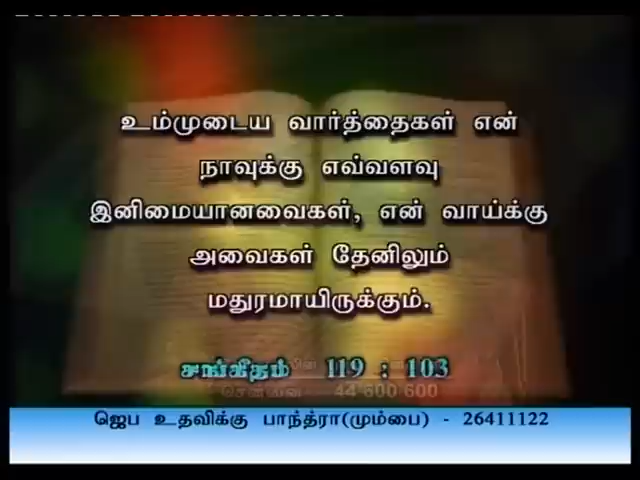 உம்முடைய வார்த்தைகள் என்
நாவுக்கு எவ்வளவு
இனிமையானவைகள், என் வாய்க்கு
அவைகள் தேனிலும்
மதுரமாயிருக்கும்.
சங்கீதம் 119 : 103
சென்னை - 44 600 600
ஜெப உதவிக்கு பாந்த்ரா(மும்பை) - 26411122